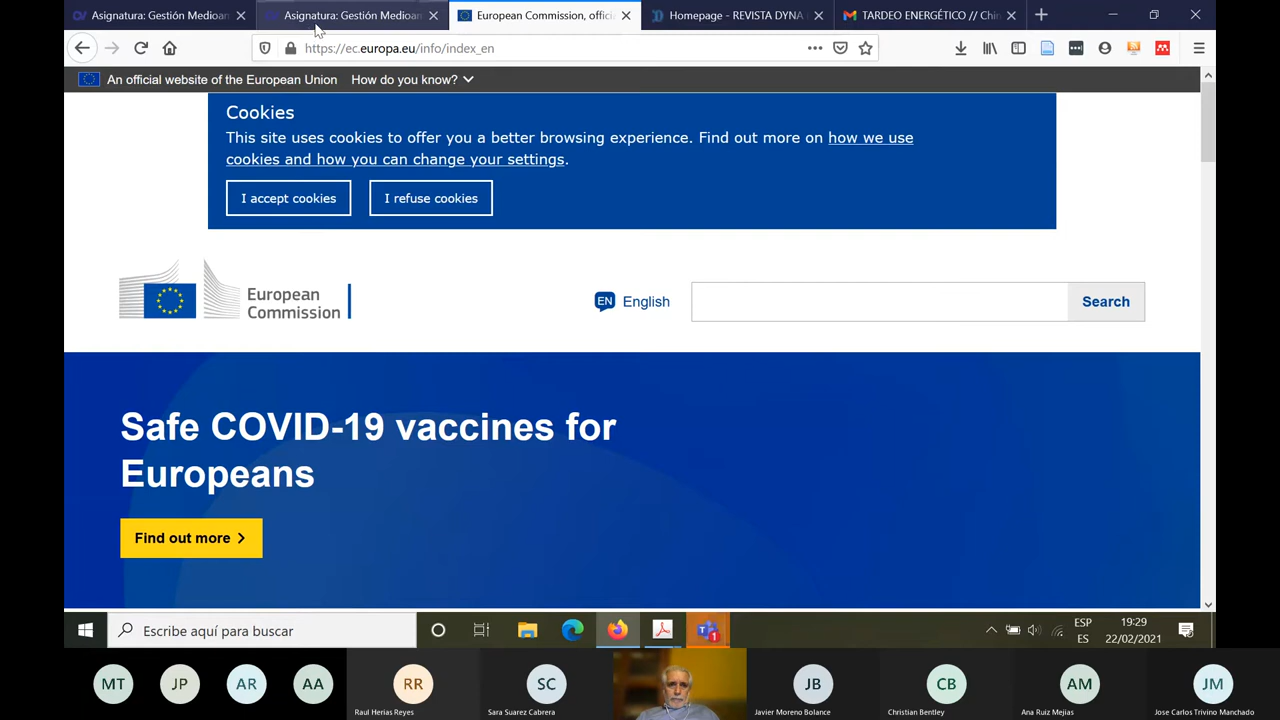 Asignatura: Gestión Medioam
Asignatura: Gestión Medioam
European Commission, offici
Homepage - REVISTA DYNA
TARDEO ENERGÉTICO // Chin
https://ec.europa.eu/info/index_en
An official website of the European Union How do you know?
Cookies
This site uses cookies to offer you a better browsing experience. Find out more on how we use
cookies and how you can change your settings.
I accept cookies
I refuse cookies
European
Commission
EN English
Search
Safe COVID-19 vaccines for
Europeans
Find out more
Escribe aquí para buscar
1
ESP
ES
19:29
22/02/2021
MT
JP
AR
AA
RR
SC
JB
CB
AM
JM
Raul Herias Reyes
Sara Suarez Cabrera
Javier Moreno Bolance
Christian Bentley
Ana Ruiz Mejias
Jose Carlos Trivino Manchado